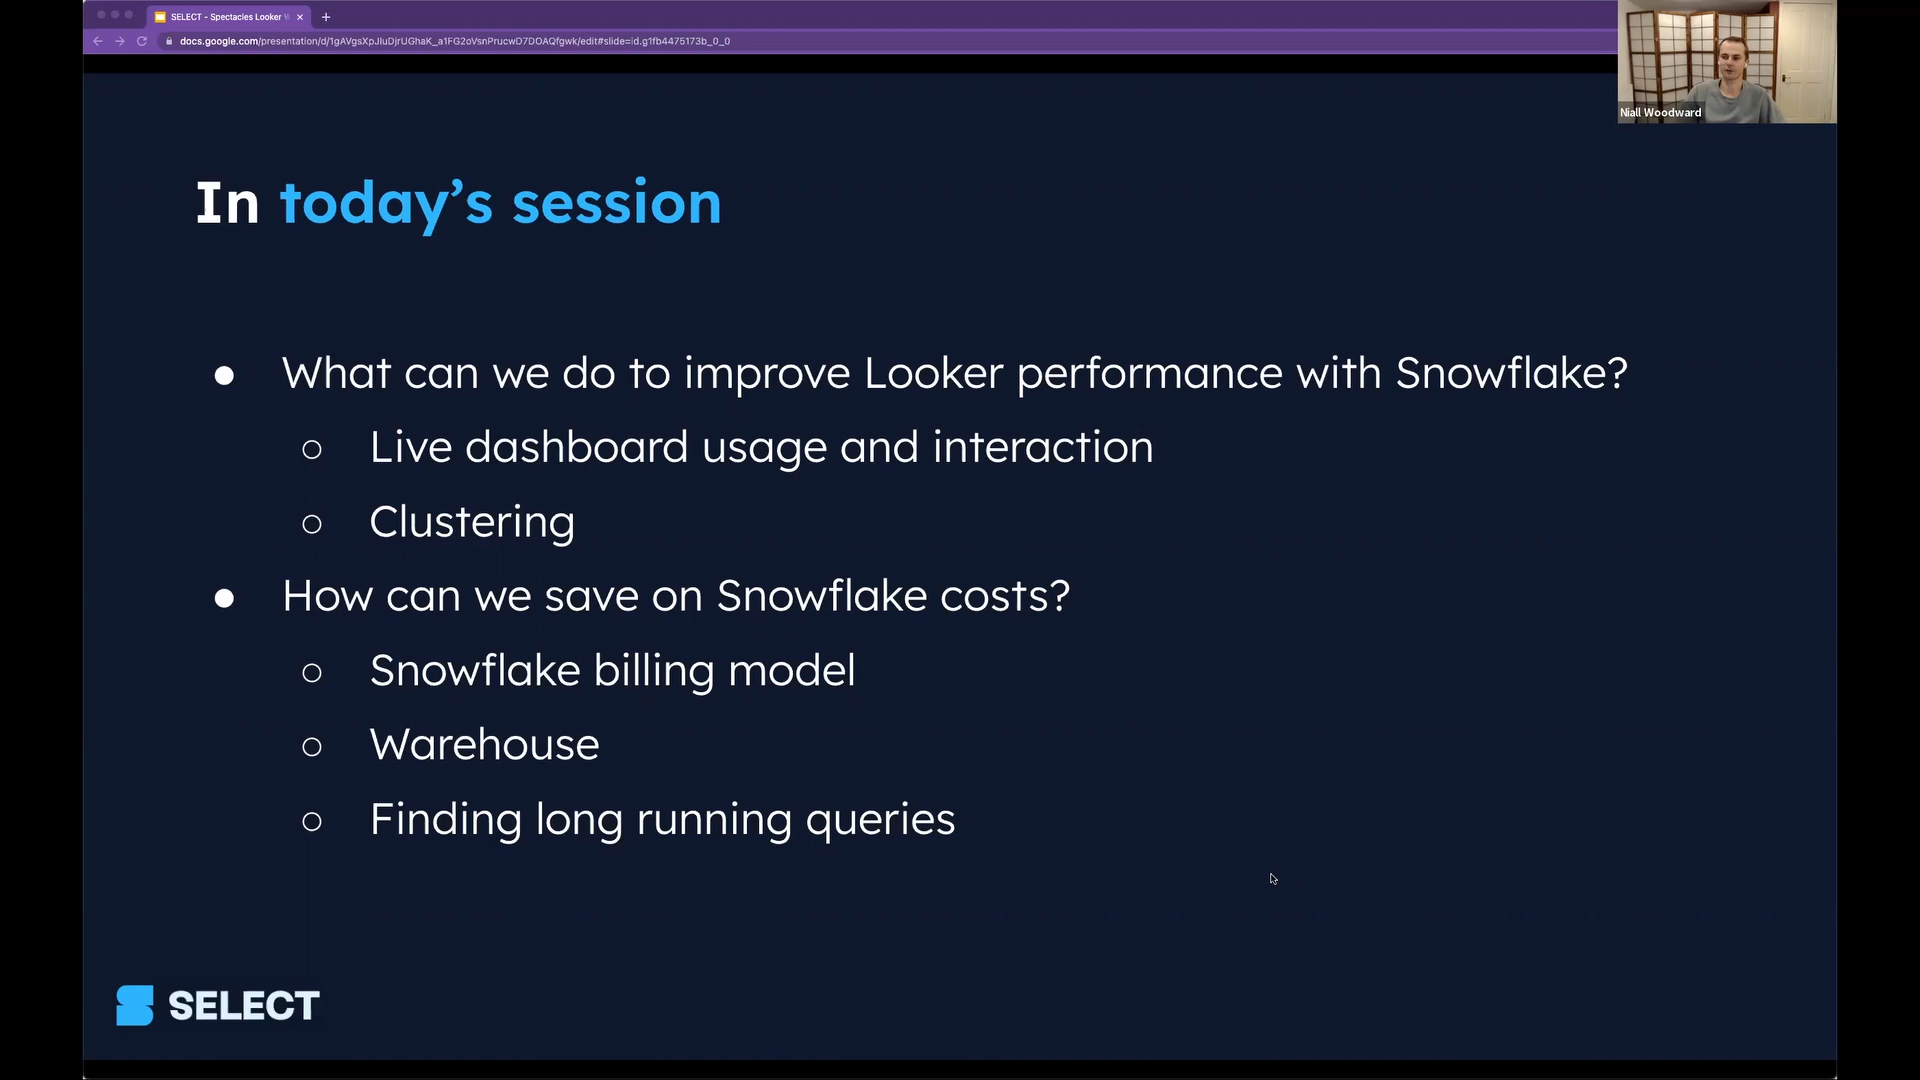 SELECT - Spectacles Looker
docs.google.com/presentation/d/1gAVgsXpJluDjrUGhaK_a1FG2oVsnPrucwD7DOAQfgwk/edit#slide=id.g1fb4475173b_0_0
Niall Woodward
In today’s session
● What can we do to improve Looker performance with Snowflake?
○ Live dashboard usage and interaction
○ Clustering
● How can we save on Snowflake costs?
○ Snowflake billing model
○ Warehouse
○ Finding long running queries
SELECT